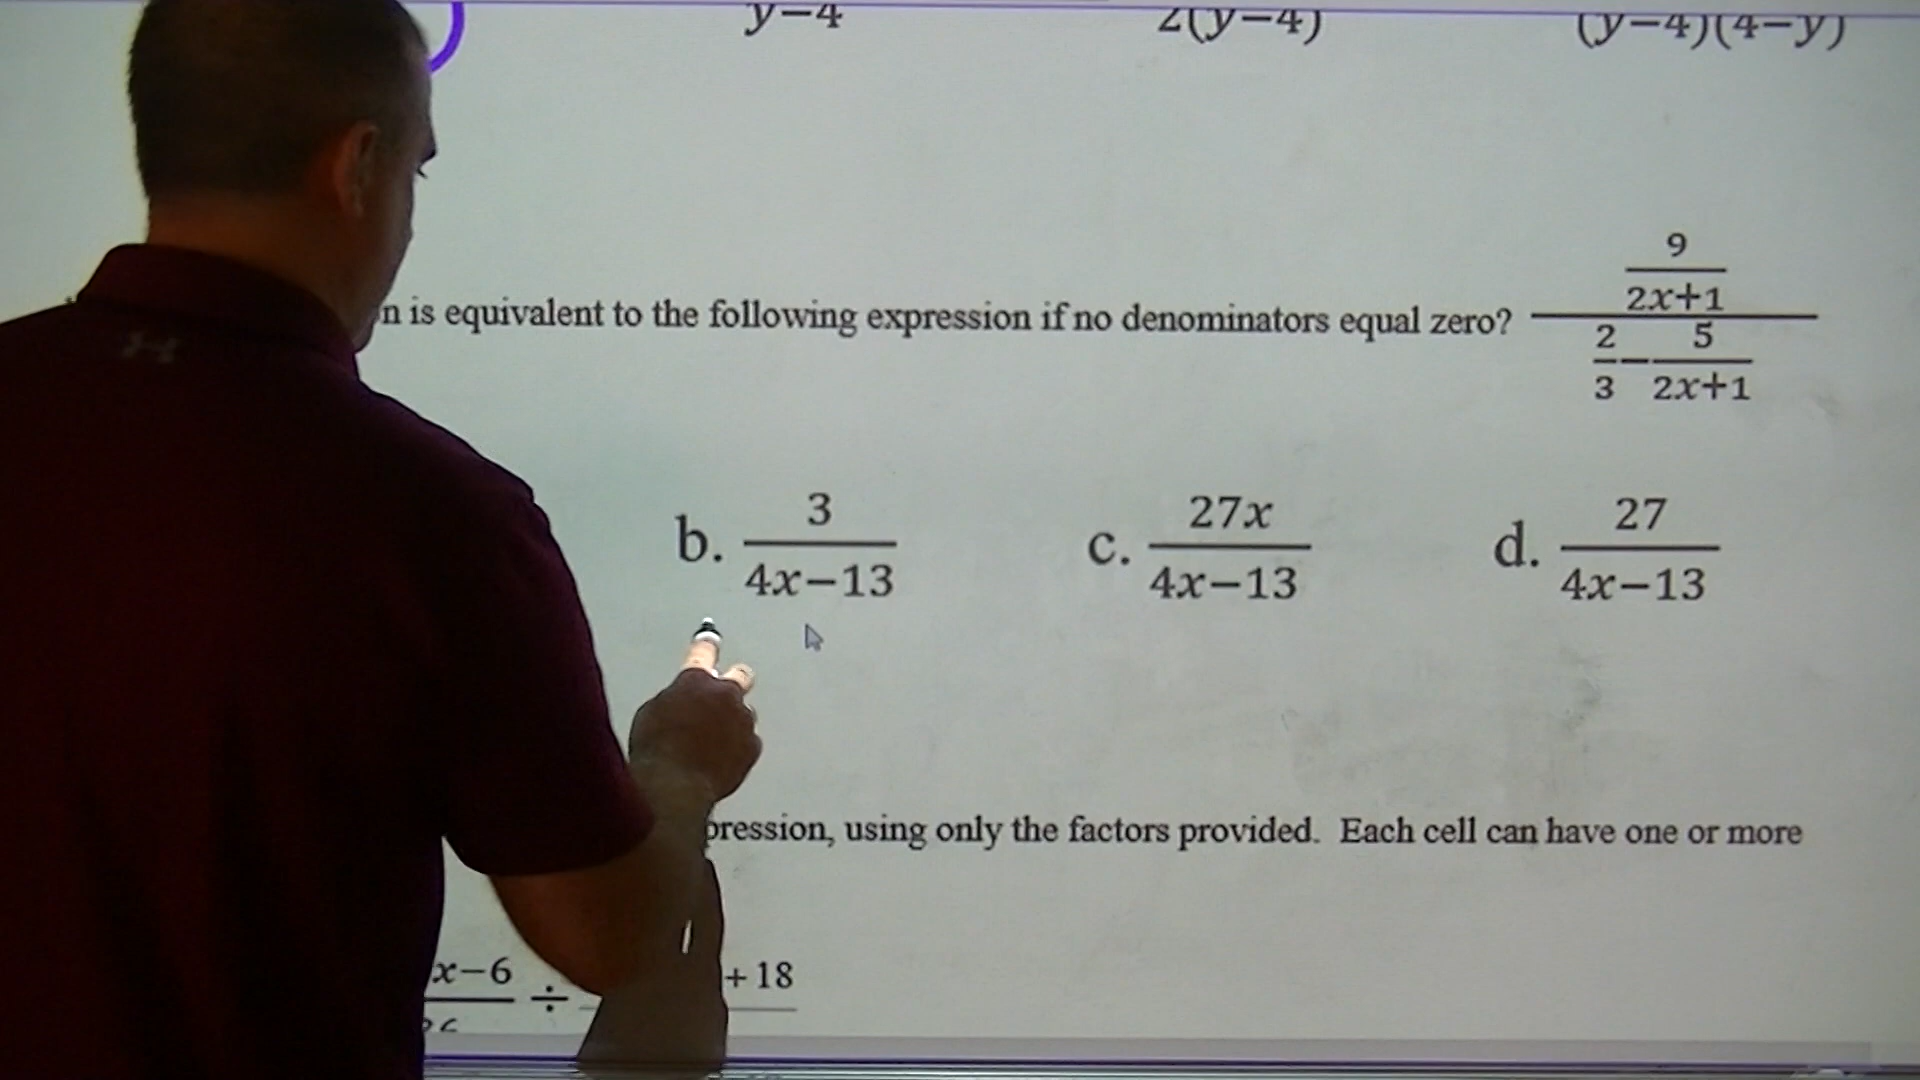 y−4 2(y−4) (y−4)(4−y)
n is equivalent to the following expression if no denominators equal zero?
9
2x+1
2 − 5
3 2x+1
b. 3 c. 27x d. 27
4x−13 4x−13 4x−13
pression, using only the factors provided. Each cell can have one or more
x−6 ÷ + 18